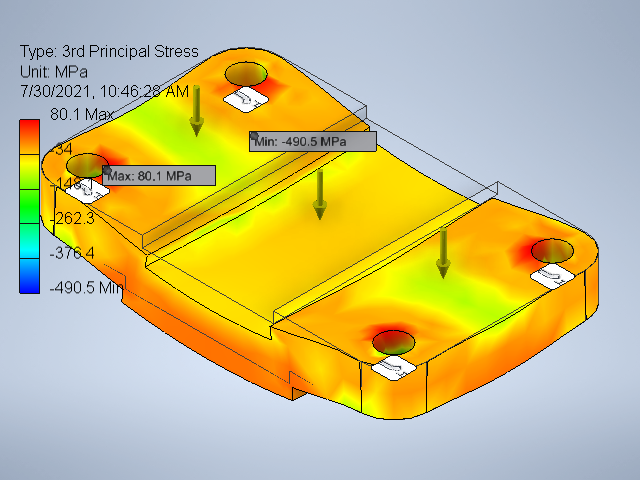 Type: 3rd Principal Stress
Unit: MPa
7/30/2021, 10:46:28 AM
80.1 Max
-34
-148
-262.3
-376.4
-490.5 Min
Min: -490.5 MPa
Max: 80.1 MPa